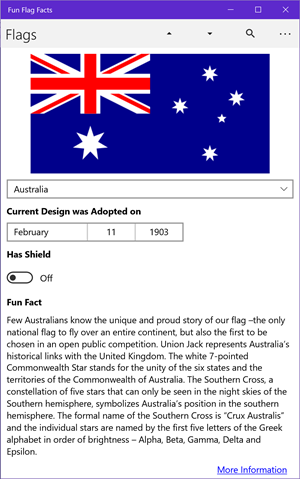 Fun Flag Facts
Flags
Australia
Current Design was Adopted on
February 11 1903
Has Shield
Off
Fun Fact
Few Australians know the unique and proud story of our flag –the only
national flag to fly over an entire continent, but also the first to be
chosen in an open public competition. Union Jack represents Australia's
historical links with the United Kingdom. The white 7-pointed
Commonwealth Star stands for the unity of the six states and the
territories of the Commonwealth of Australia. The Southern Cross, a
constellation of five stars that can only be seen in the night skies of the
Southern hemisphere, symbolizes Australia's position in the southern
hemisphere. The formal name of the Southern Cross is "Crux Australis"
and the individual stars are named by the first five letters of the Greek
alphabet in order of brightness – Alpha, Beta, Gamma, Delta and
Epsilon.
More Information